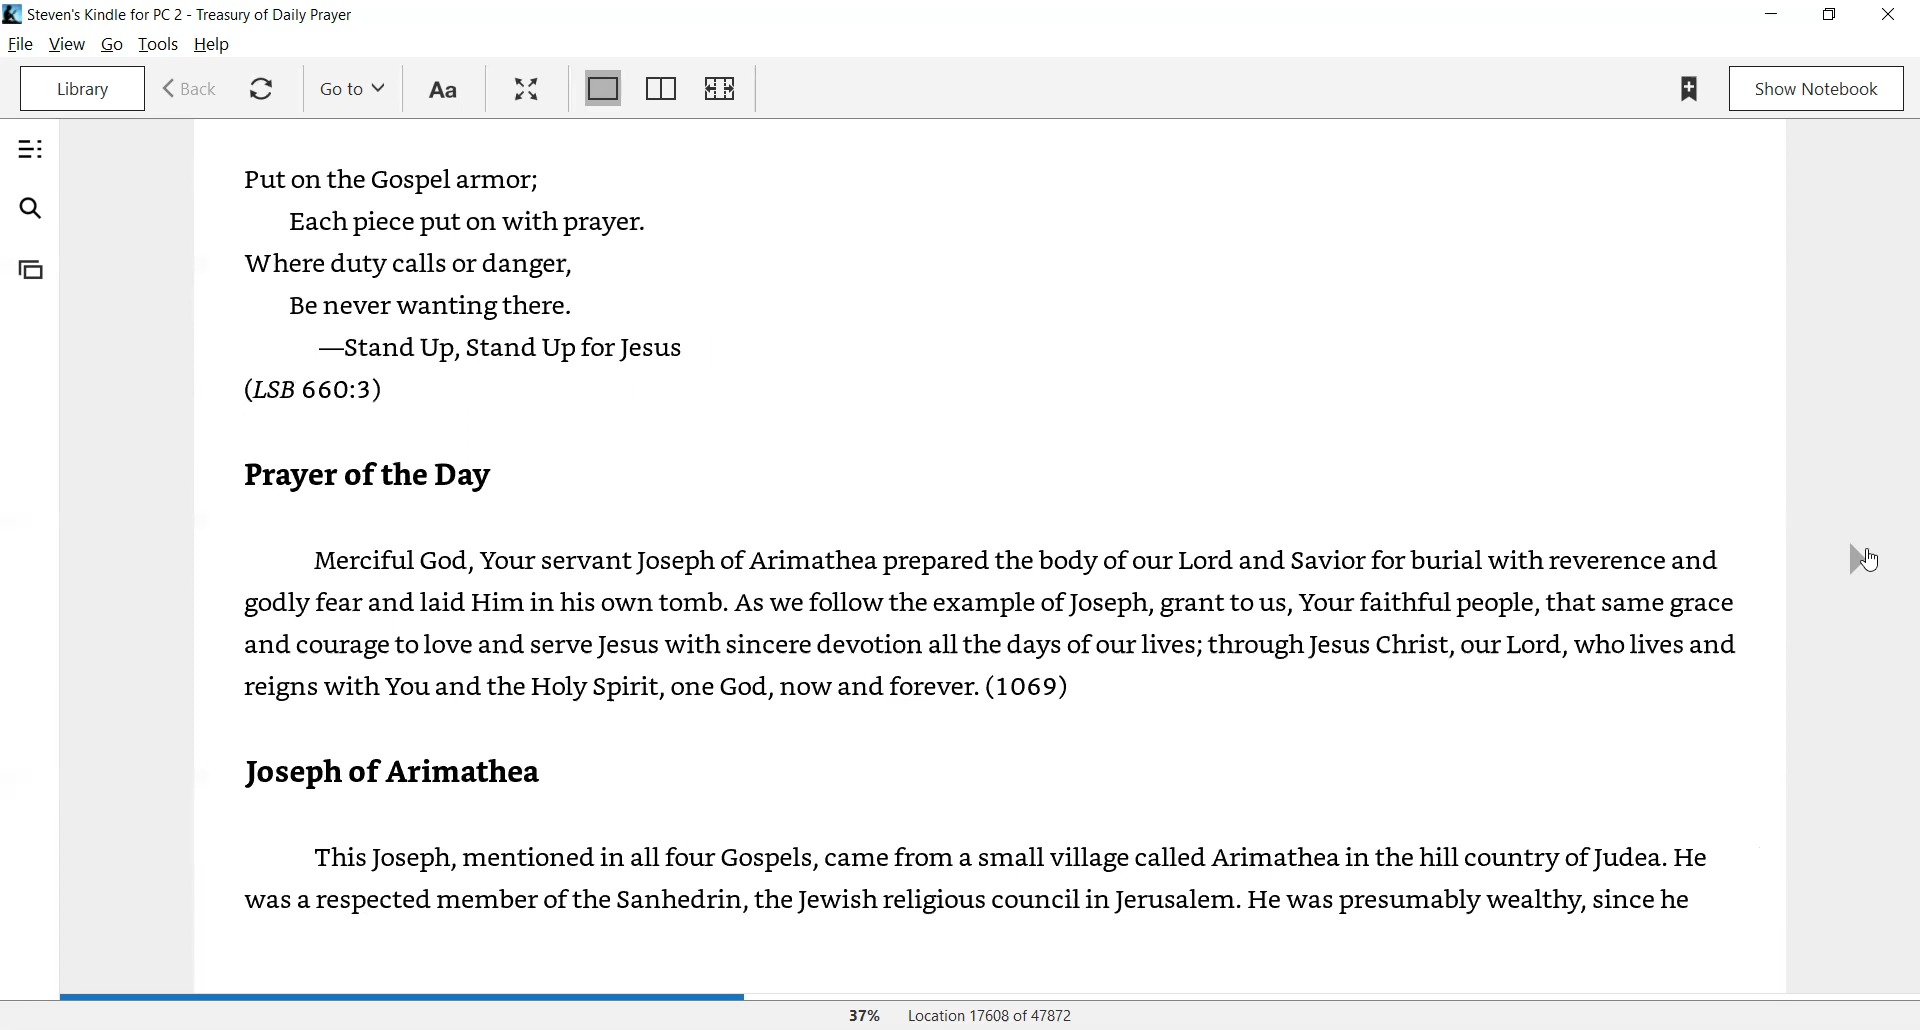 Steven's Kindle for PC 2 - Treasury of Daily Prayer
File View Go Tools Help
Library Back Go to Aa Show Notebook
Put on the Gospel armor;
Each piece put on with prayer.
Where duty calls or danger,
Be never wanting there.
—Stand Up, Stand Up for Jesus
(LSB 660:3)
Prayer of the Day
Merciful God, Your servant Joseph of Arimathea prepared the body of our Lord and Savior for burial with reverence and
godly fear and laid Him in his own tomb. As we follow the example of Joseph, grant to us, Your faithful people, that same grace
and courage to love and serve Jesus with sincere devotion all the days of our lives; through Jesus Christ, our Lord, who lives and
reigns with You and the Holy Spirit, one God, now and forever. (1069)
Joseph of Arimathea
This Joseph, mentioned in all four Gospels, came from a small village called Arimathea in the hill country of Judea. He
was a respected member of the Sanhedrin, the Jewish religious council in Jerusalem. He was presumably wealthy, since he
37% Location 17608 of 47872